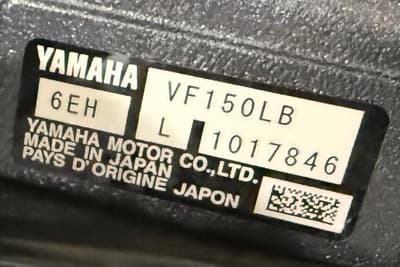 YAMAHA
6EH
VF150LB
L 1017846
YAMAHA MOTOR CO.,LTD.
MADE IN JAPAN
PAYS D'ORIGINE JAPON